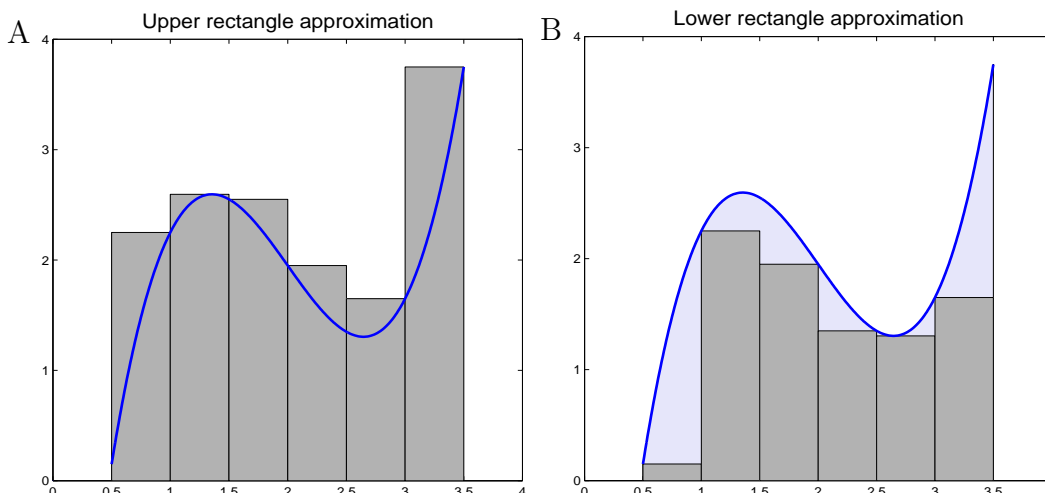 A
Upper rectangle approximation
4
3
2
1
0
0 0.5 1 1.5 2 2.5 3 3.5 4
B
Lower rectangle approximation
4
3
2
1
0
0 0.5 1 1.5 2 2.5 3 3.5